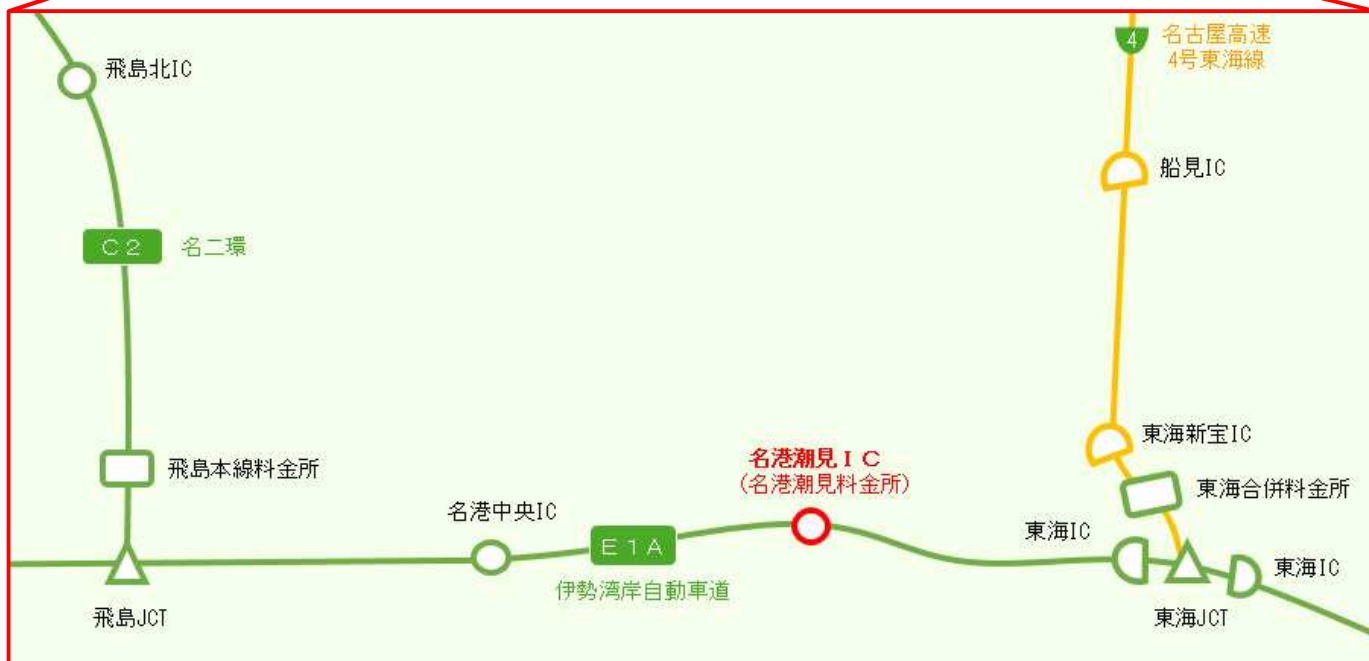 4
名古屋高速
4号東海線
飛島北IC
船見IC
C2
名二環
東海新宝IC
飛島本線料金所
名港潮見IC
(名港潮見料金所)
東海合併料金所
名港中央IC
東海IC
E1A
東海IC
伊勢湾岸自動車道
飛島JCT
東海JCT